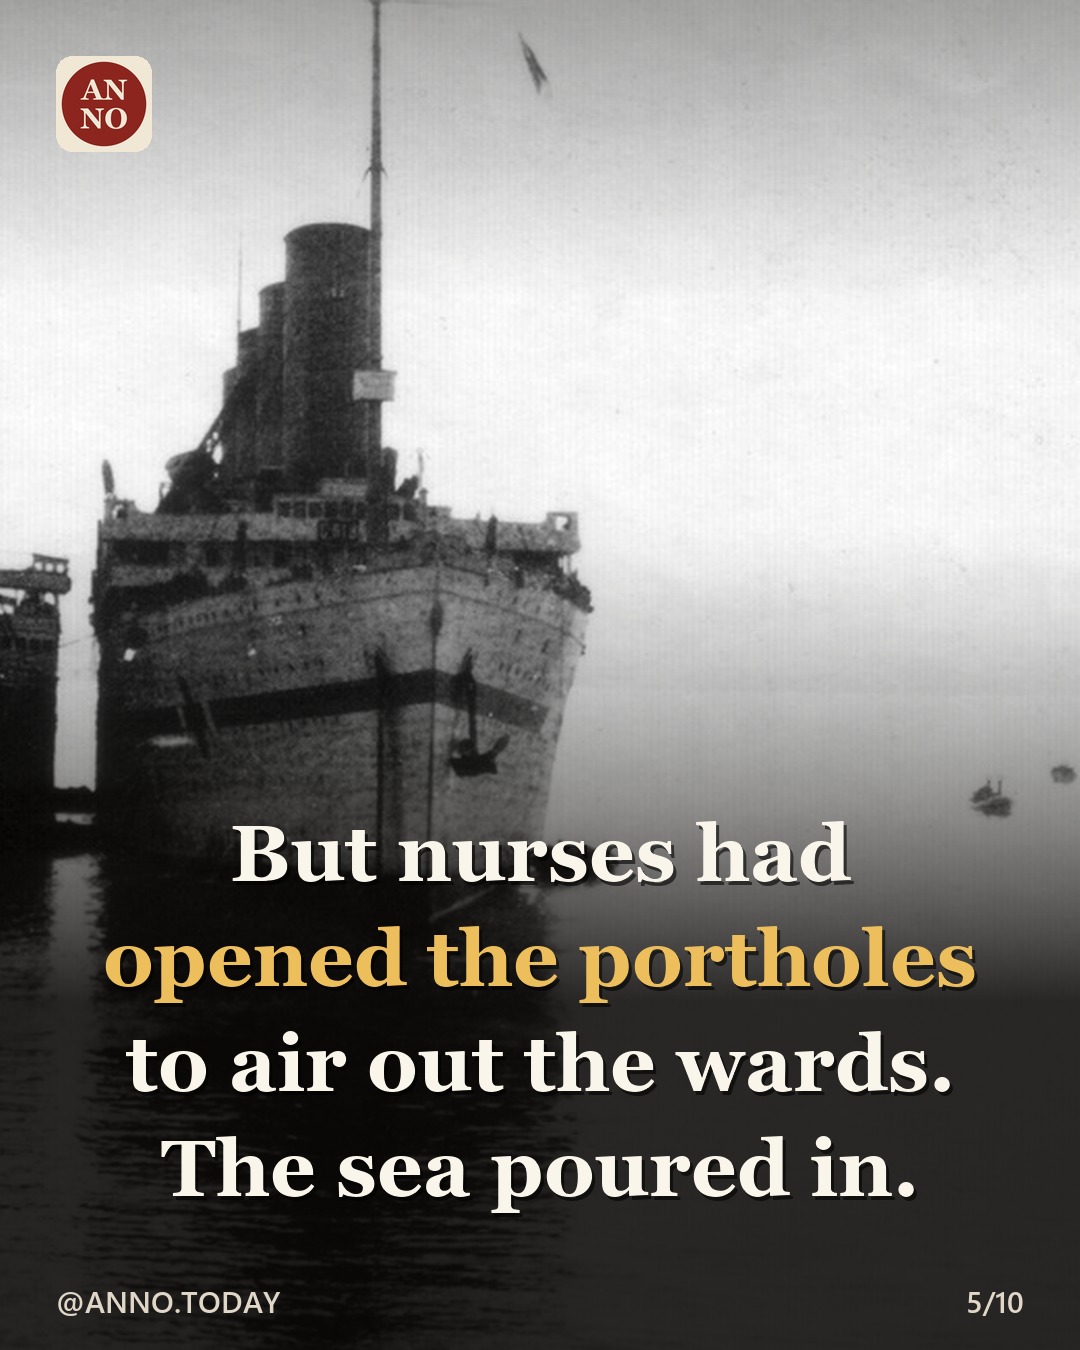 AN
NO
But nurses had
opened the portholes
to air out the wards.
The sea poured in.
@ANNO.TODAY
5/10